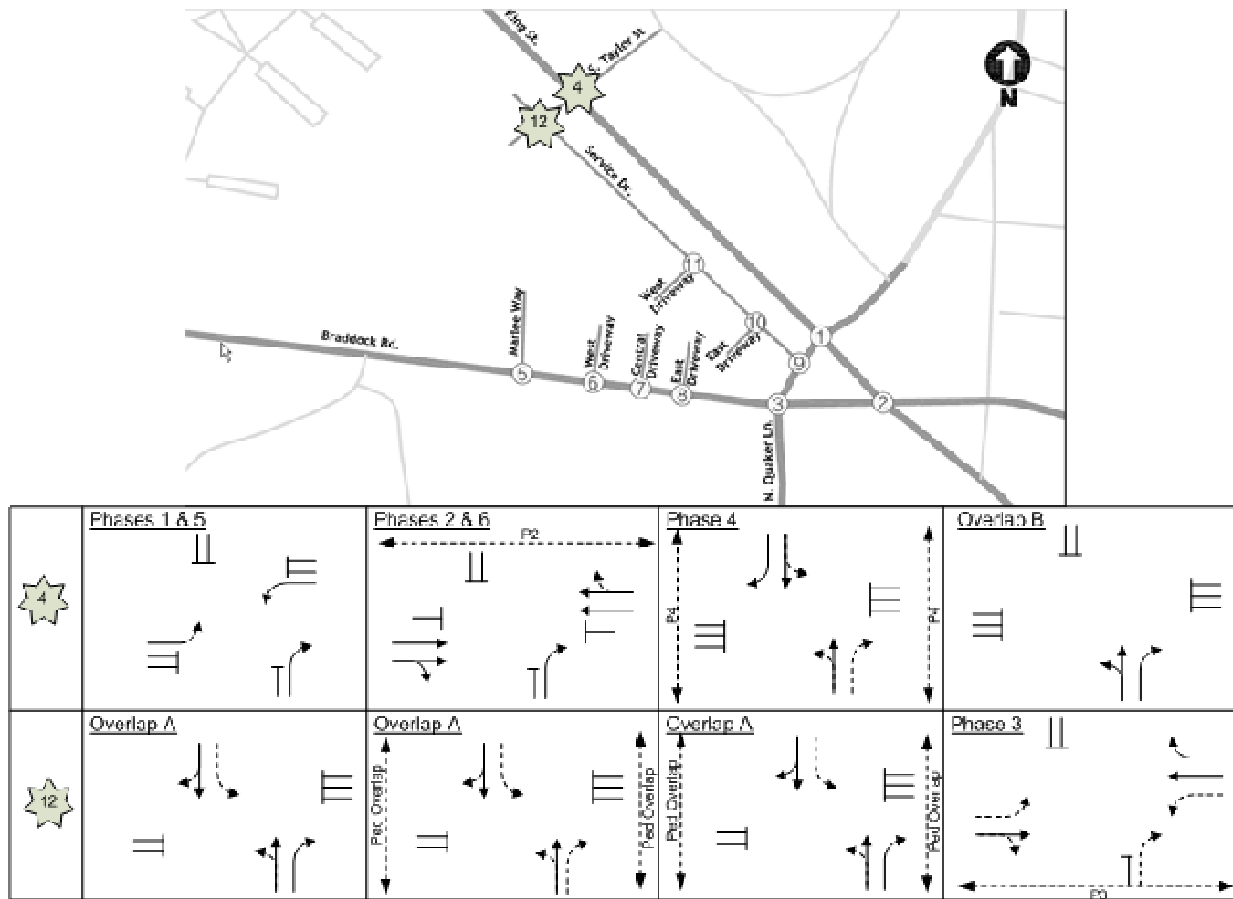 King St.
S. Taylor St
4
12
N
Service Dr.
11
West
Driveway
10
East
Driveway
1
9
Braddock Rd.
Marlee Way
West
Driveway
Central
Driveway
East
Driveway
5
6
7
8
3
2
N. Quaker Ln.
4
Phases 1 & 5
Phases 2 & 6
P2
Phase 4
P4
P4
Overlap B
12
Overlap A
Overlap A
Ped Overlap
Ped Overlap
Overlap A
Ped Overlap
Ped Overlap
Phase 3
P3